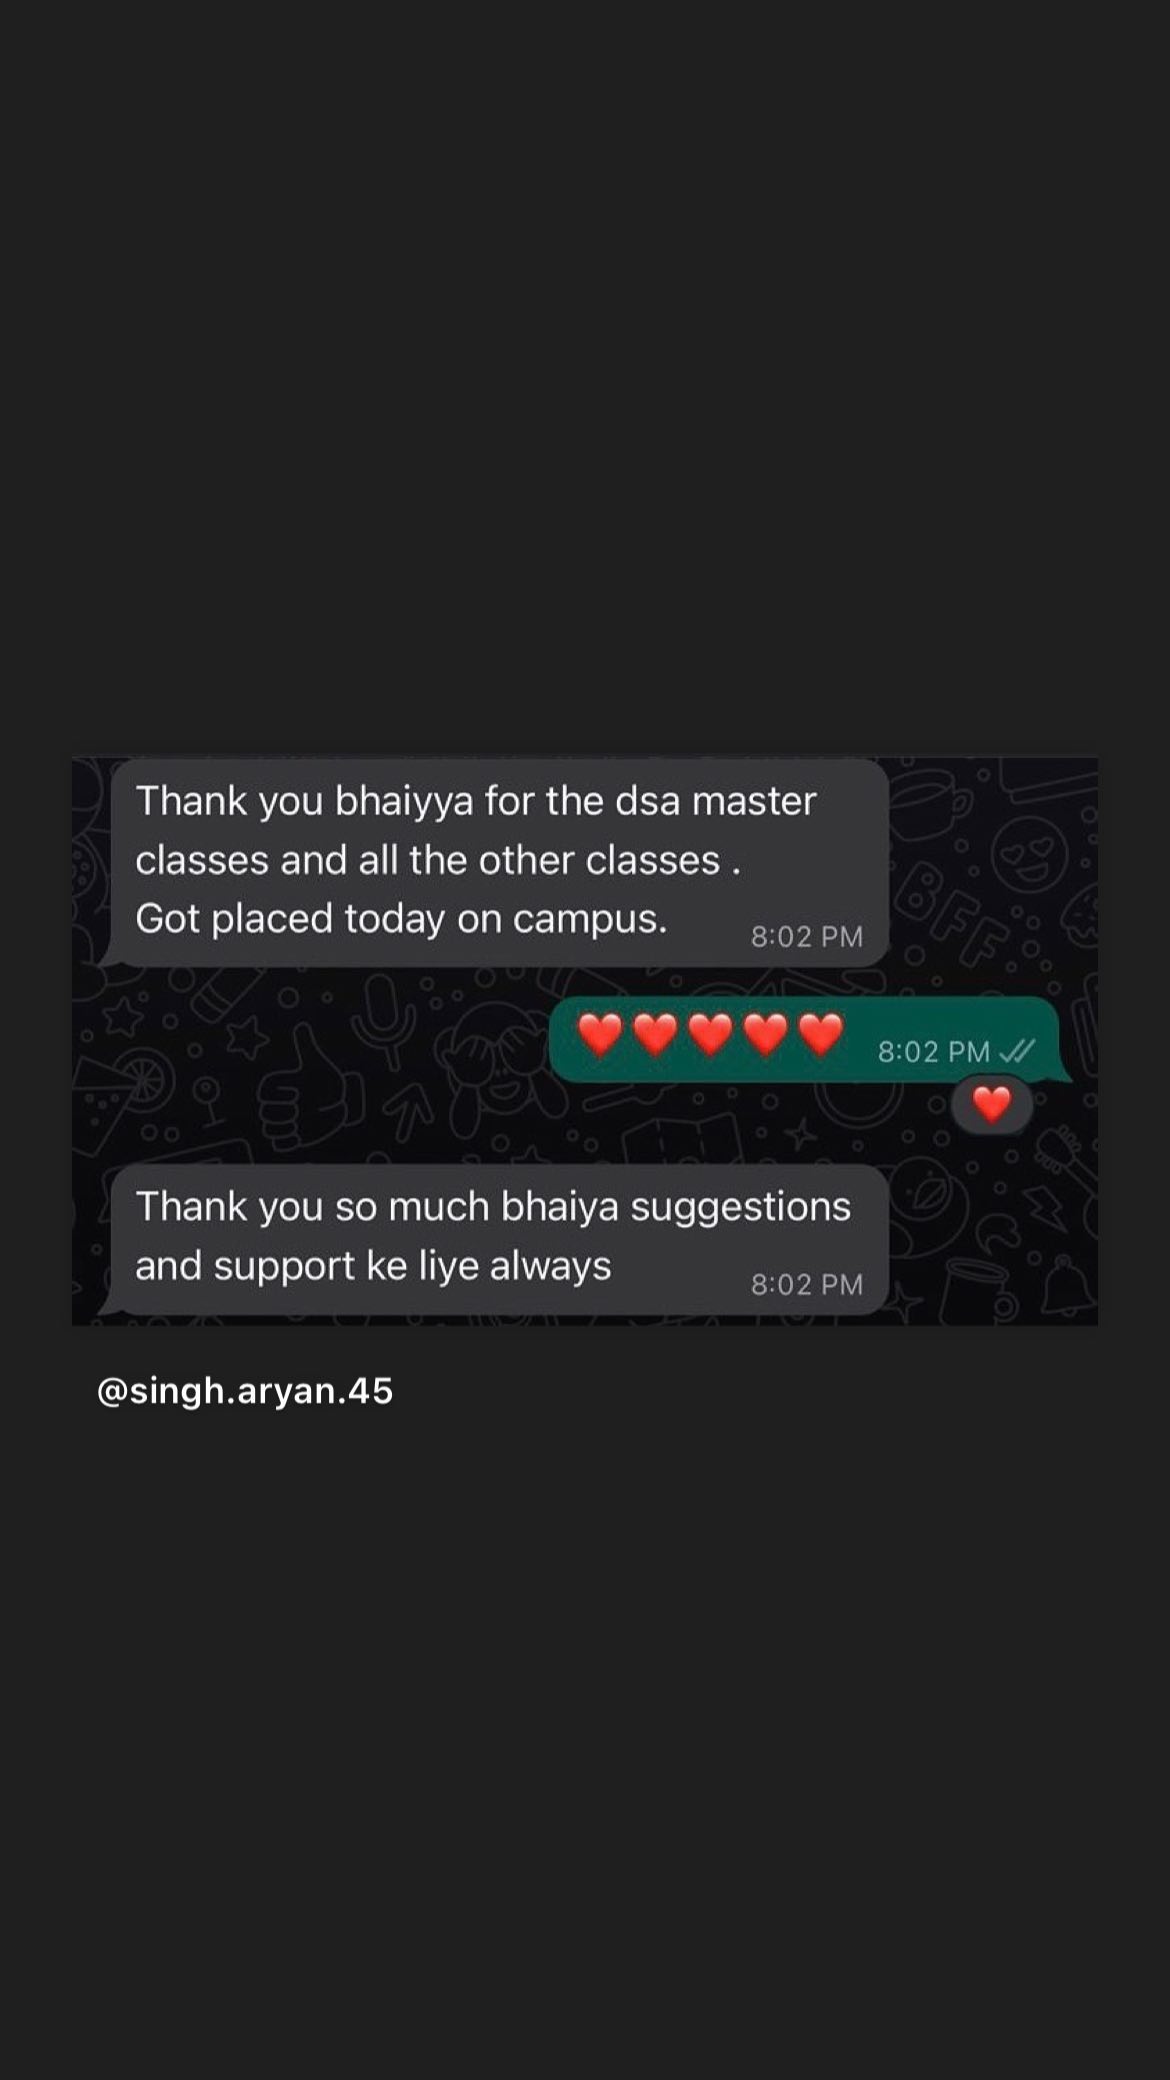 Thank you bhaiyya for the dsa master
classes and all the other classes .
Got placed today on campus.
8:02 PM
❤️❤️❤️❤️❤️ 8:02 PM
❤️
Thank you so much bhaiya suggestions
and support ke liye always
8:02 PM
@singh.aryan.45
BFF